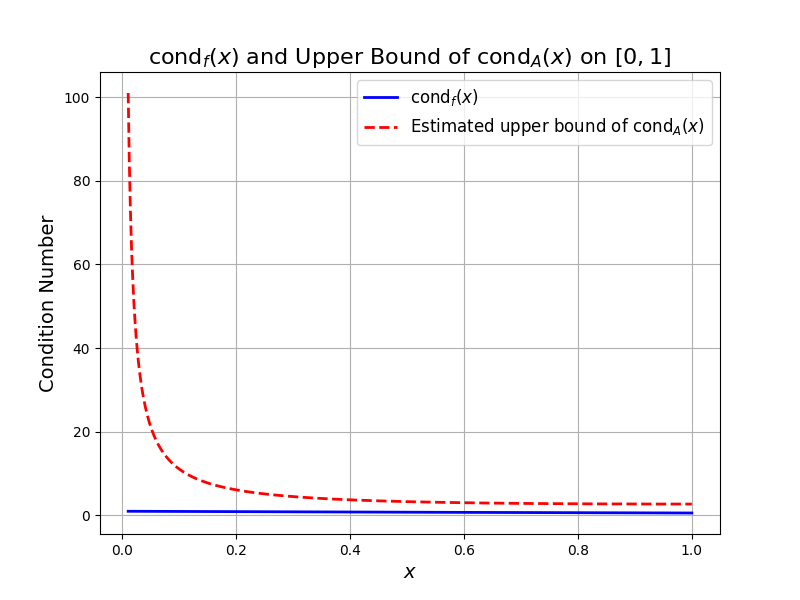 cond_f(x) and Upper Bound of cond_A(x) on [0, 1]
cond_f(x)
Estimated upper bound of cond_A(x)
Condition Number
100
80
60
40
20
0
0.0 0.2 0.4 0.6 0.8 1.0
x